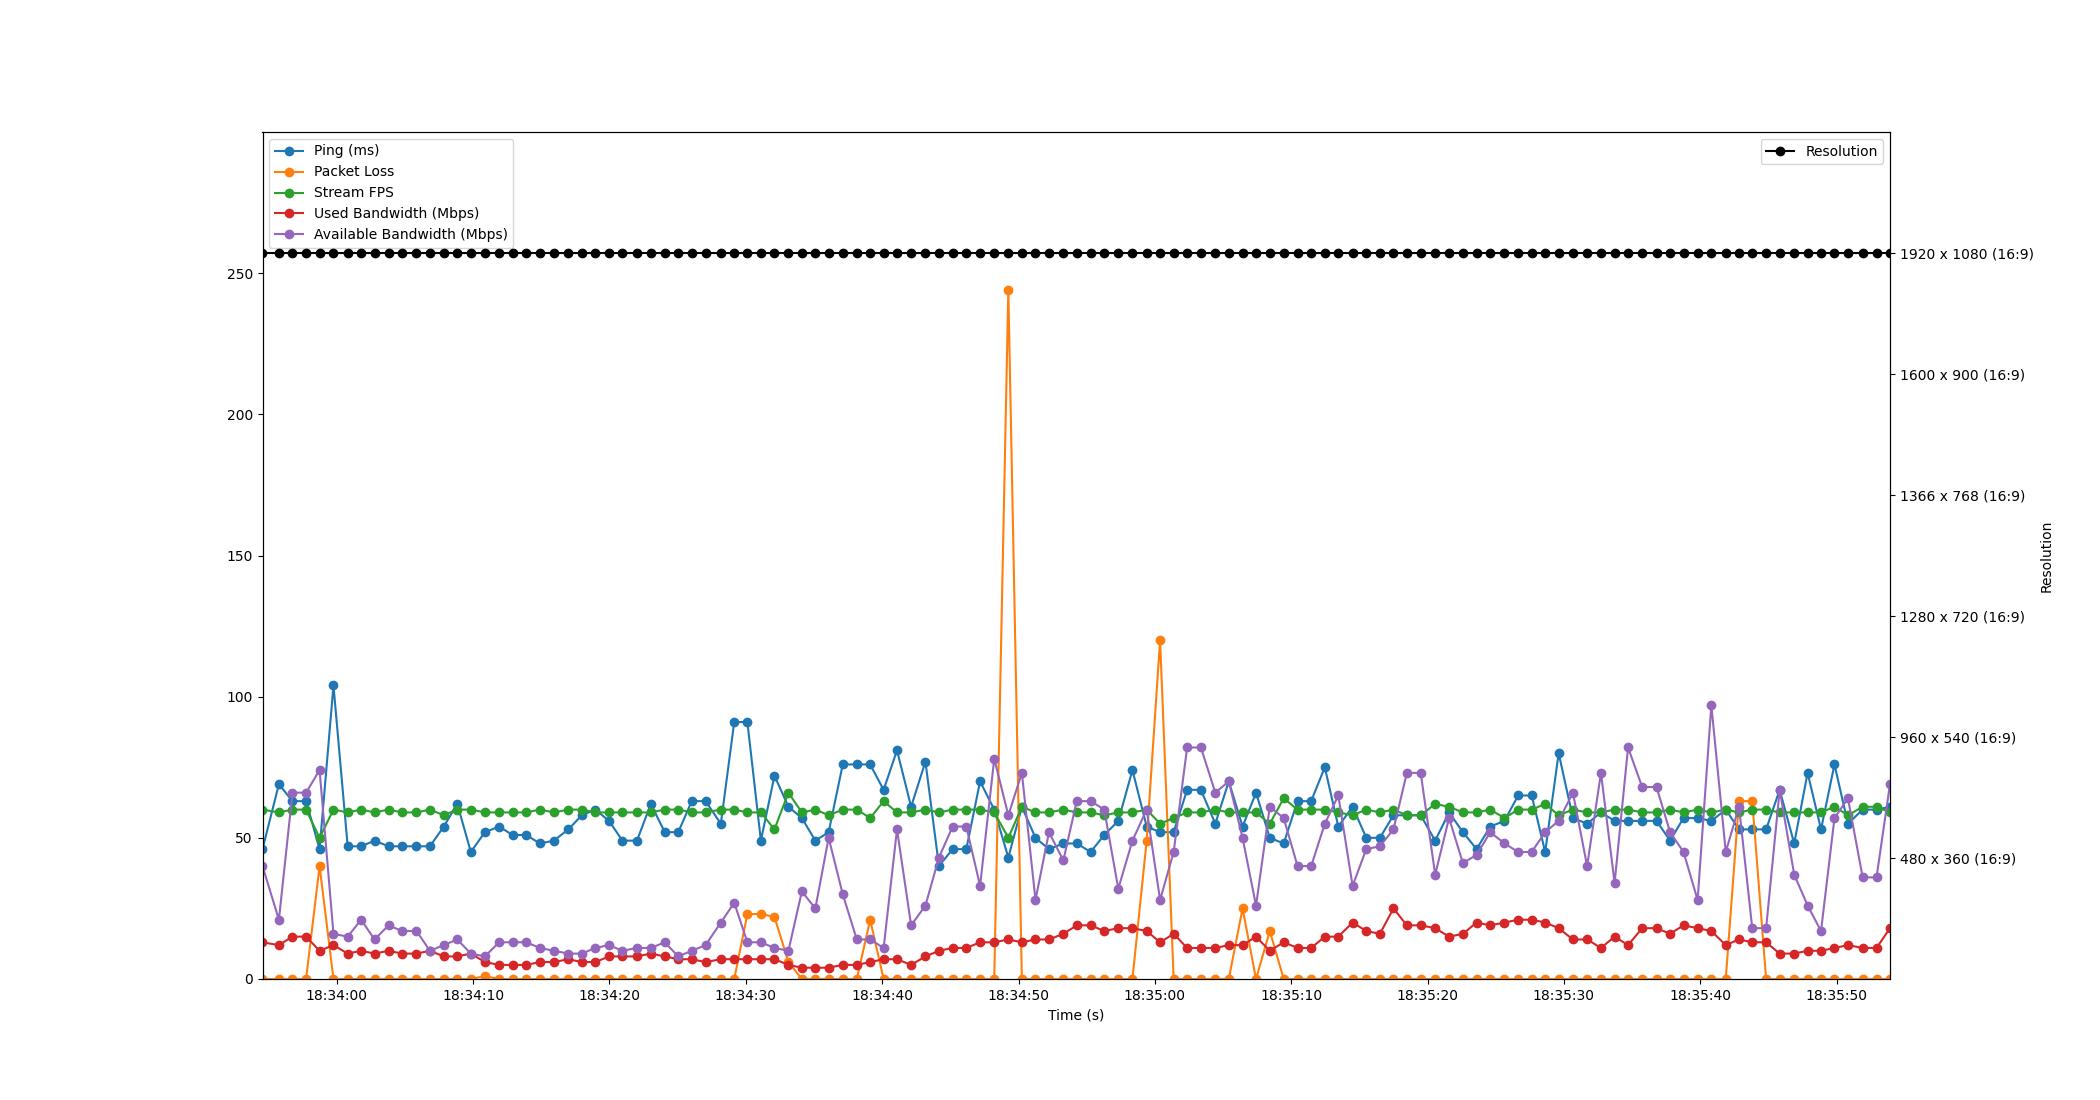 Ping (ms)
Packet Loss
Stream FPS
Used Bandwidth (Mbps)
Available Bandwidth (Mbps)
Resolution
250
200
150
100
50
0
1920 x 1080 (16:9)
1600 x 900 (16:9)
1366 x 768 (16:9)
1280 x 720 (16:9)
960 x 540 (16:9)
480 x 360 (16:9)
Resolution
18:34:00 18:34:10 18:34:20 18:34:30 18:34:40 18:34:50 18:35:00 18:35:10 18:35:20 18:35:30 18:35:40 18:35:50
Time (s)